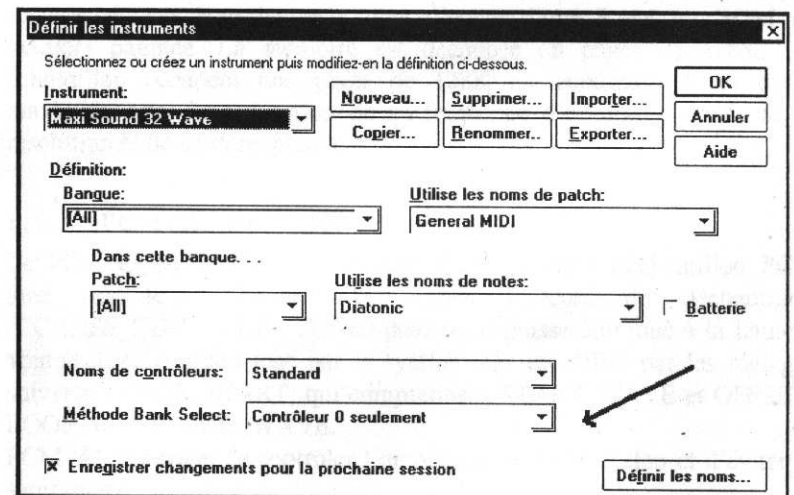 Définir les instruments
Sélectionnez ou créez un instrument puis modifiez-en la définition ci-dessous.
Instrument:
Maxi Sound 32 Wave
Nouveau...
Supprimer...
Importer...
OK
Copier...
Renommer..
Exporter...
Annuler
Aide
Définition:
Banque:
[All]
Utilise les noms de patch:
General MIDI
Dans cette banque. . .
Patch:
[All]
Utilise les noms de notes:
Diatonic
Batterie
Noms de contrôleurs:
Standard
Méthode Bank Select:
Contrôleur 0 seulement
Enregistrer changements pour la prochaine session
Définir les noms...